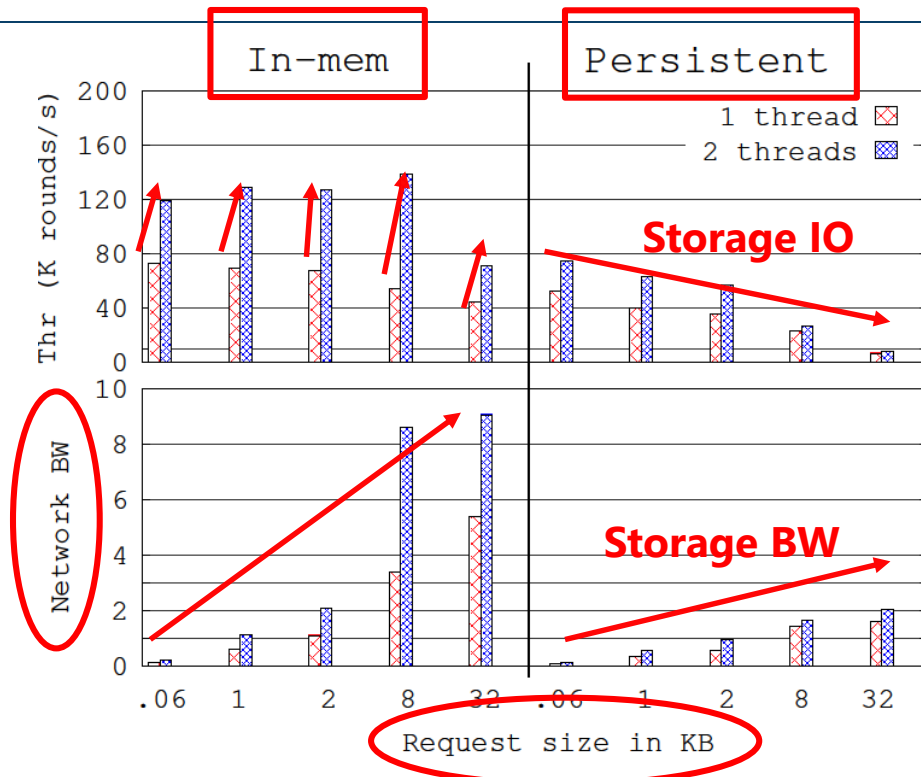 In-mem
Persistent
Thr (K rounds/s)
200
160
120
80
40
0
1 thread
2 threads
Storage IO
Network BW
10
8
6
4
2
0
Storage BW
.06 1 2 8 32 .06 1 2 8 32
Request size in KB